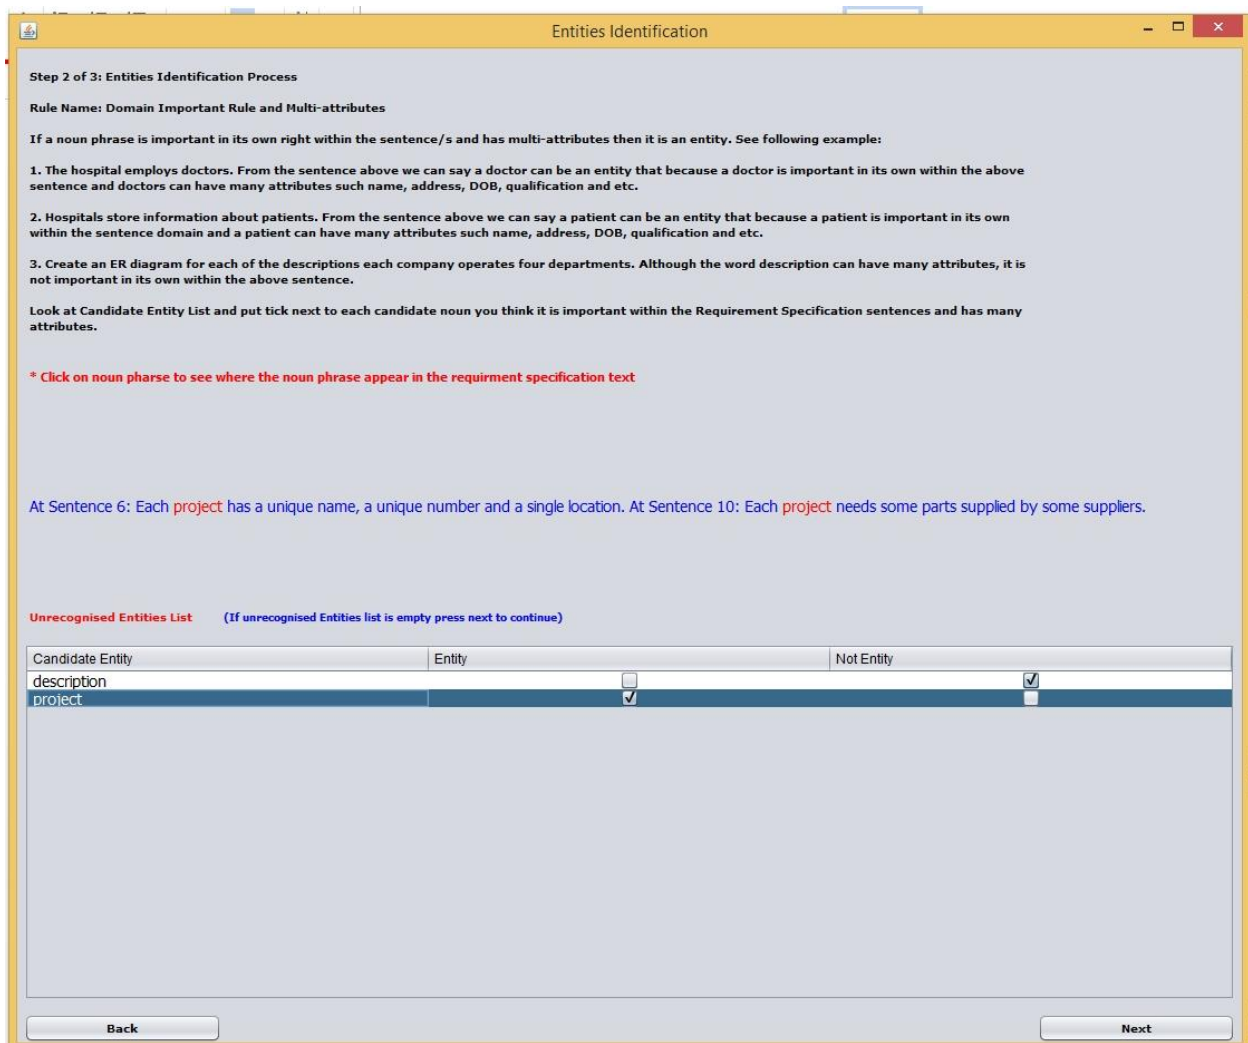 Entities Identification
Step 2 of 3: Entities Identification Process
Rule Name: Domain Important Rule and Multi-attributes
If a noun phrase is important in its own right within the sentence/s and has multi-attributes then it is an entity. See following example:
1. The hospital employs doctors. From the sentence above we can say a doctor can be an entity that because a doctor is important in its own within the above
sentence and doctors can have many attributes such name, address, DOB, qualification and etc.
2. Hospitals store information about patients. From the sentence above we can say a patient can be an entity that because a patient is important in its own
within the sentence domain and a patient can have many attributes such name, address, DOB, qualification and etc.
3. Create an ER diagram for each of the descriptions each company operates four departments. Although the word description can have many attributes, it is
not important in its own within the above sentence.
Look at Candidate Entity List and put tick next to each candidate noun you think it is important within the Requirement Specification sentences and has many
attributes.
* Click on noun pharse to see where the noun phrase appear in the requirment specification text
At Sentence 6: Each project has a unique name, a unique number and a single location. At Sentence 10: Each project needs some parts supplied by some suppliers.
Unrecognised Entities List (If unrecognised Entities list is empty press next to continue)
Candidate Entity Entity Not Entity
description
project
Back Next